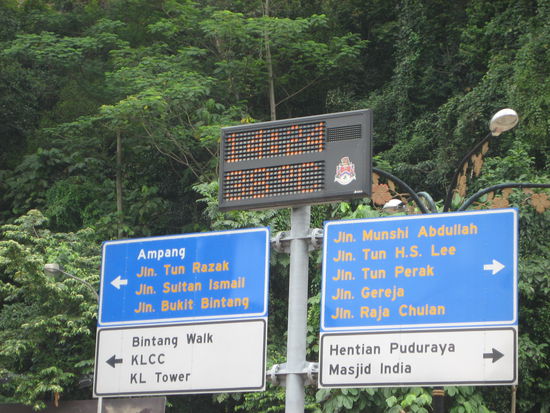 Ampang
Jln. Tun Razak
Jln. Sultan Ismail
Jln. Bukit Bintang
Bintang Walk
KLCC
KL Tower
Jln. Munshi Abdullah
Jln. Tun H.S. Lee
Jln. Tun Perak
Jln. Gereja
Jln. Raja Chulan
Hentian Puduraya
Masjid India